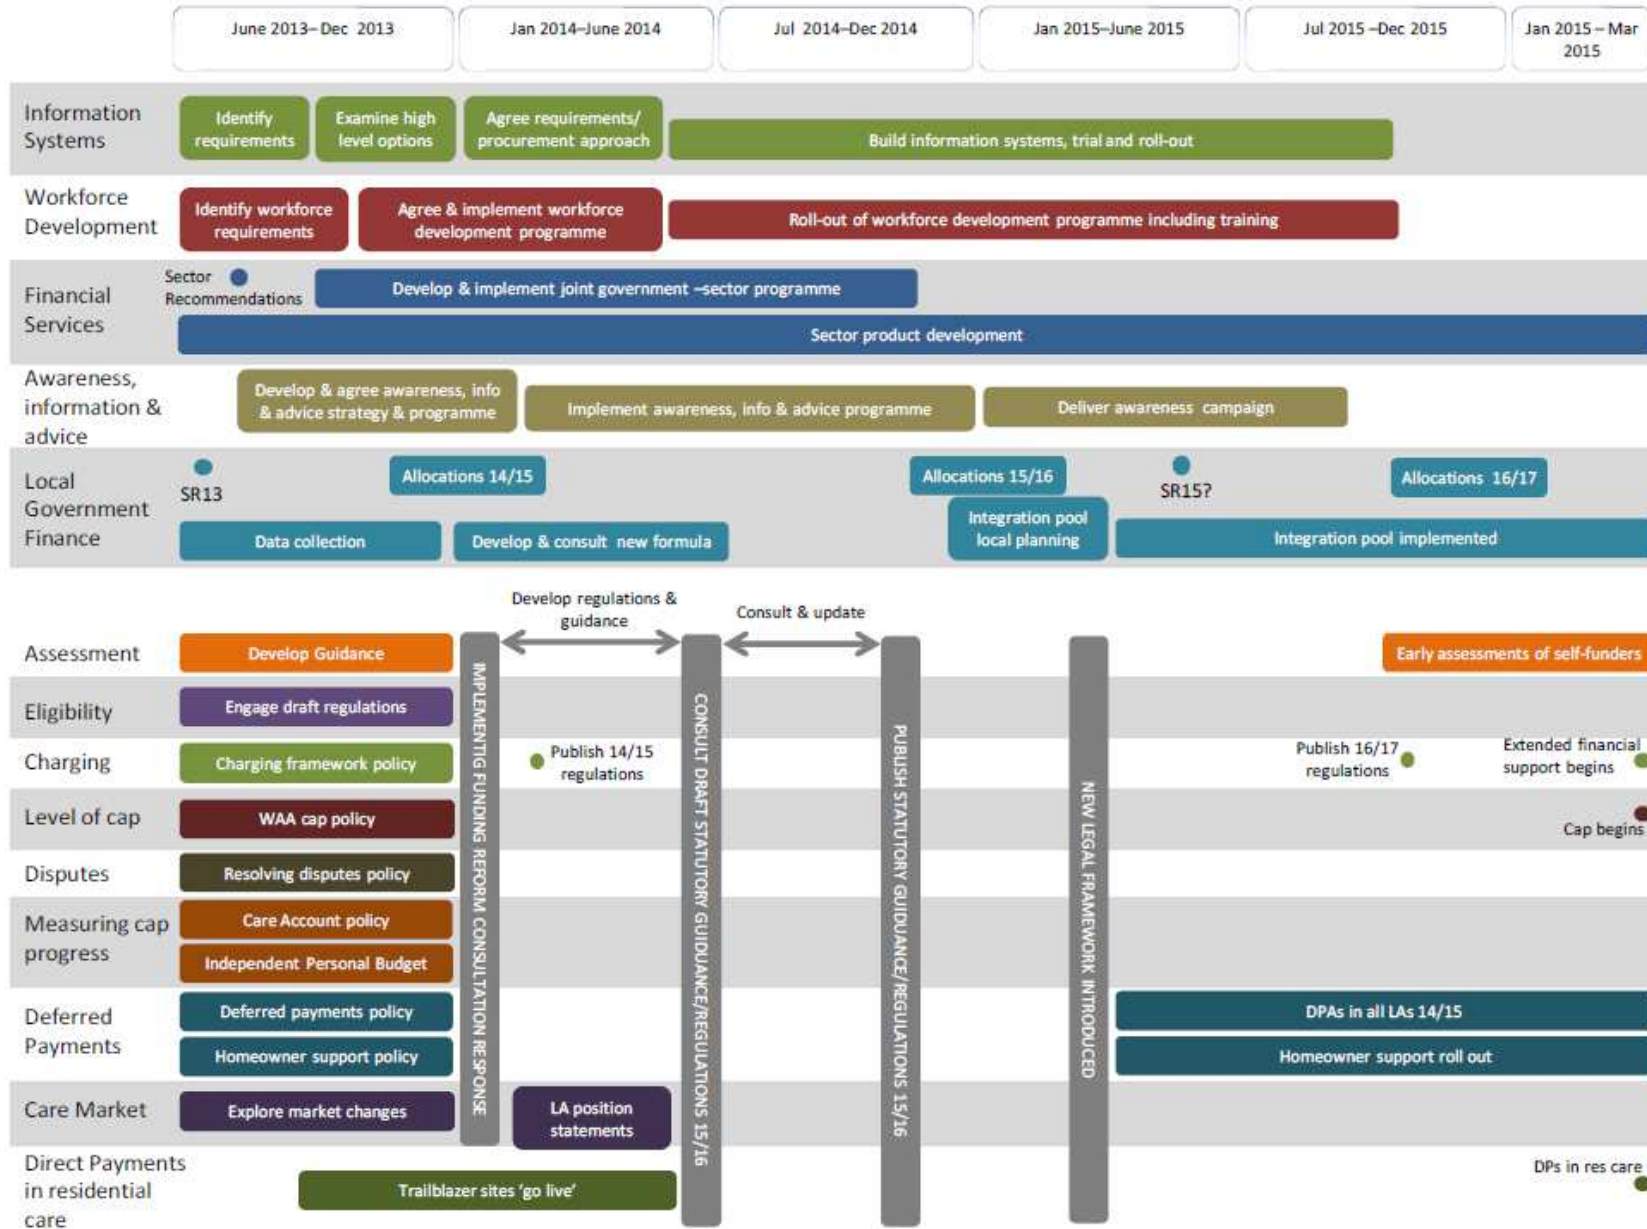 June 2013–Dec 2013
Jan 2014–June 2014
Jul 2014–Dec 2014
Jan 2015–June 2015
Jul 2015 –Dec 2015
Jan 2015 – Mar
2015
Information
Systems
Identify
requirements
Examine high
level options
Agree requirements/
procurement approach
Build information systems, trial and roll-out
Workforce
Development
Identify workforce
requirements
Agree & implement workforce
development programme
Roll-out of workforce development programme including training
Financial
Services
Sector
Recommendations
Develop & implement joint government –sector programme
Sector product development
Awareness,
information &
advice
Develop & agree awareness, info
& advice strategy & programme
Implement awareness, info & advice programme
Deliver awareness campaign
Local
Government
Finance
SR13
Allocations 14/15
Allocations 15/16
SR15?
Allocations 16/17
Data collection
Develop & consult new formula
Integration pool
local planning
Integration pool implemented
Develop regulations &
guidance
Consult & update
IMPLEMENTIG FUNDING REFORM CONSULTATION RESPONSE
CONSULT DRAFT STATUTORY GUIDUANCE/REGULATIONS 15/16
PUBLISH STATUTORY GUIDUANCE/REGULATIONS 15/16
NEW LEGAL FRAMEWORK INTRODUCED
Assessment
Develop Guidance
Early assessments of self-funders
Eligibility
Engage draft regulations
Charging
Charging framework policy
Publish 14/15
regulations
Publish 16/17
regulations
Extended financial
support begins
Level of cap
WAA cap policy
Cap begins
Disputes
Resolving disputes policy
Measuring cap
progress
Care Account policy
Independent Personal Budget
Deferred
Payments
Deferred payments policy
DPAs in all LAs 14/15
Homeowner support policy
Homeowner support roll out
Care Market
Explore market changes
LA position
statements
Direct Payments
in residential
care
Trailblazer sites 'go live'
DPs in res care